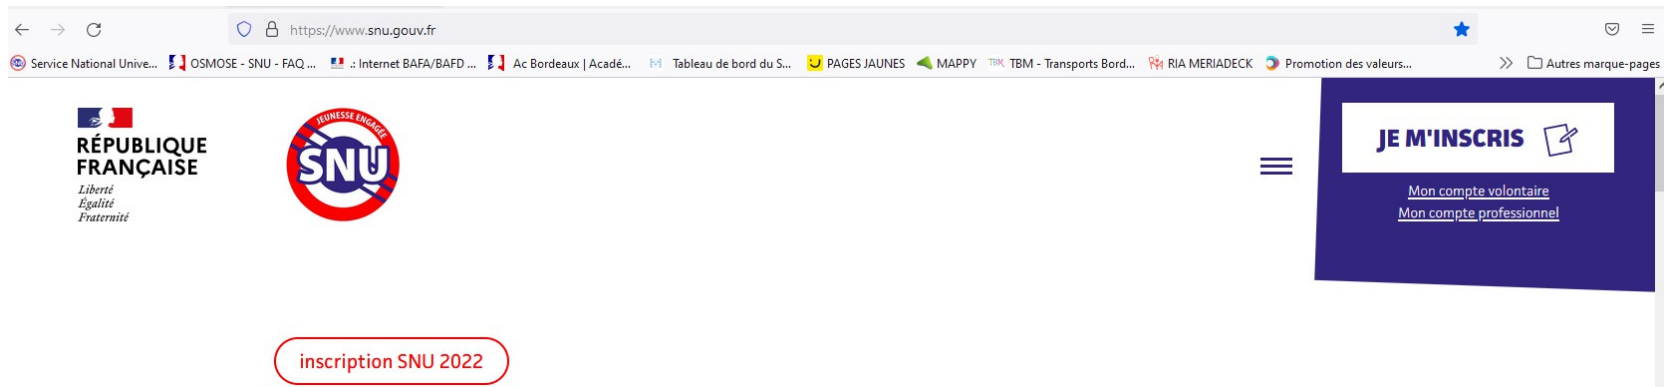 https://www.snu.gouv.fr
Service National Unive... OSMOSE - SNU - FAQ ... .: Internet BAFA/BAFD ... Ac Bordeaux | Acadé... Tableau de bord du S... PAGES JAUNES MAPPY TBM TBM - Transports Bord... RIA MERIADECK Promotion des valeurs... Autres marque-pages
RÉPUBLIQUE
FRANÇAISE
Liberté
Égalité
Fraternité
JEUNESSE ENGAGÉE
SNU
JE M'INSCRIS
Mon compte volontaire
Mon compte professionnel
inscription SNU 2022